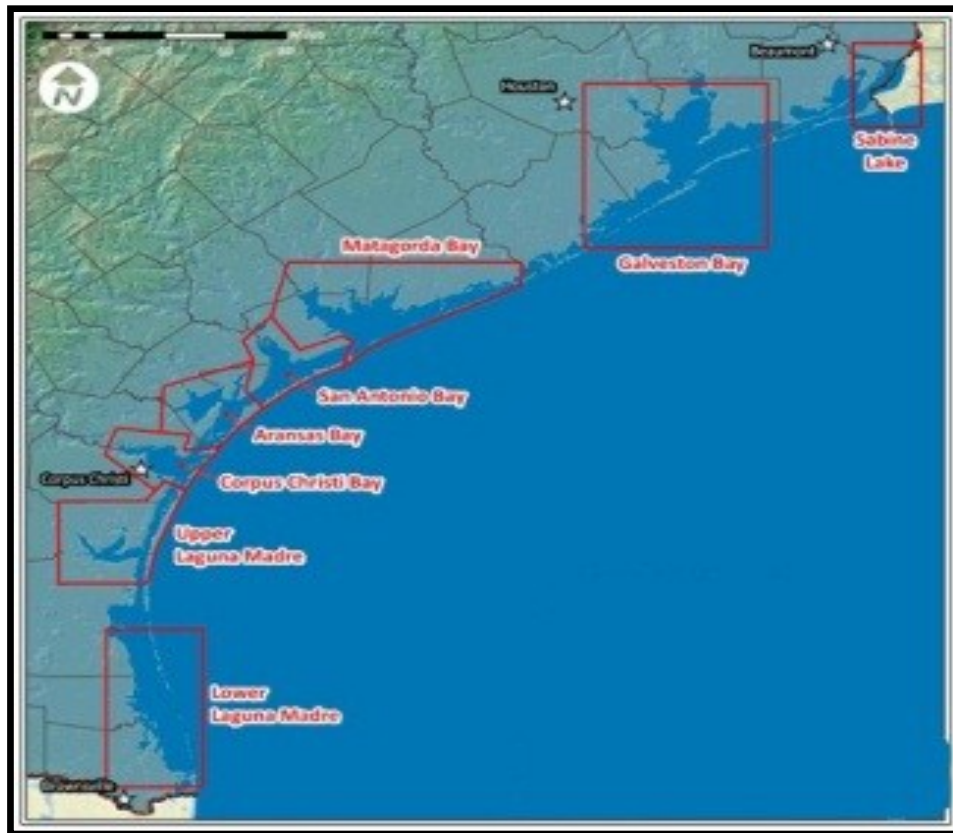 Beaumont
Houston
Sabine
Lake
Matagorda Bay
Galveston Bay
San Antonio Bay
Aransas Bay
Corpus Christi
Corpus Christi Bay
Upper
Laguna Madre
Lower
Laguna Madre
Brownsville
N